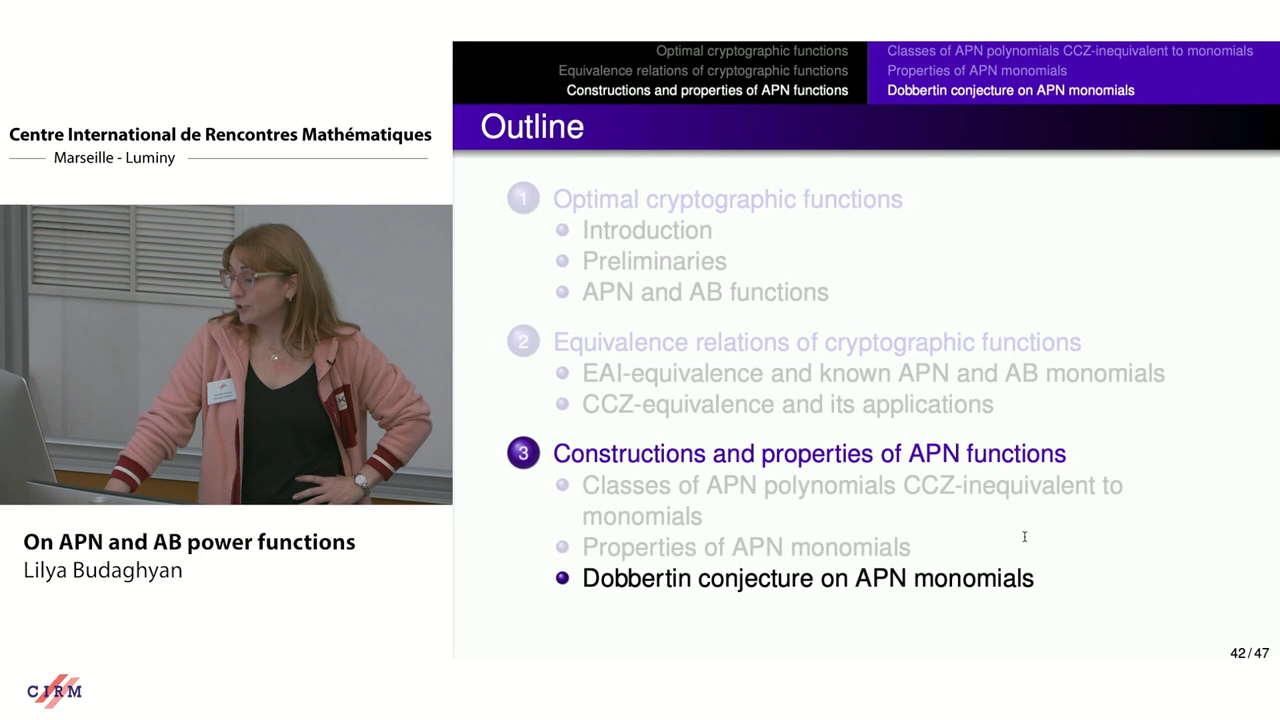 Centre International de Rencontres Mathématiques
Marseille - Luminy
On APN and AB power functions
Lilya Budaghyan
CIRM
Optimal cryptographic functions
Equivalence relations of cryptographic functions
Constructions and properties of APN functions
Classes of APN polynomials CCZ-inequivalent to monomials
Properties of APN monomials
Dobbertin conjecture on APN monomials
Outline
1 Optimal cryptographic functions
Introduction
Preliminaries
APN and AB functions
2 Equivalence relations of cryptographic functions
EAI-equivalence and known APN and AB monomials
CCZ-equivalence and its applications
3 Constructions and properties of APN functions
Classes of APN polynomials CCZ-inequivalent to
monomials
Properties of APN monomials
Dobbertin conjecture on APN monomials
42 / 47